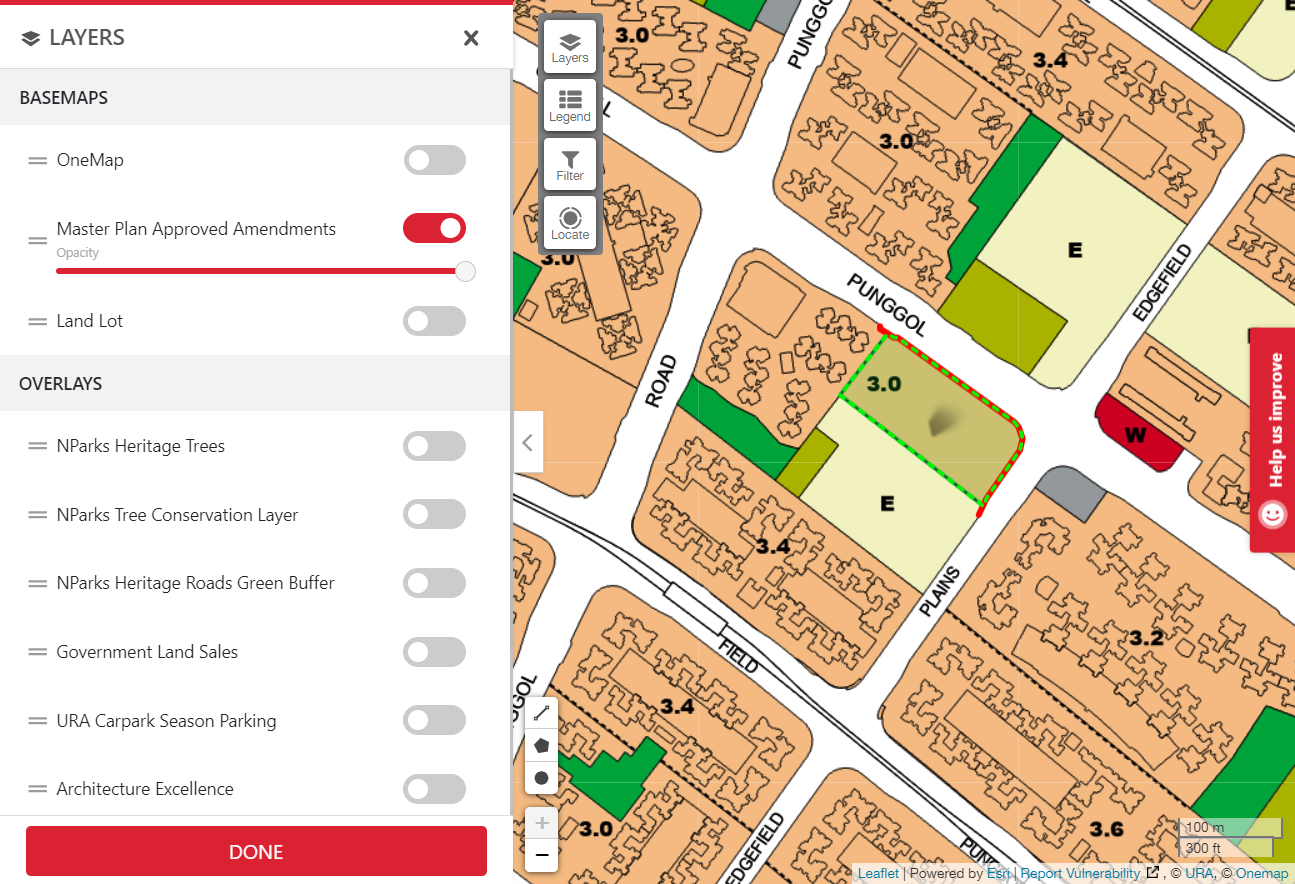 LAYERS
BASEMAPS
OneMap
Master Plan Approved Amendments
Opacity
Land Lot
OVERLAYS
NParks Heritage Trees
NParks Tree Conservation Layer
NParks Heritage Roads Green Buffer
Government Land Sales
URA Carpark Season Parking
Architecture Excellence
DONE
Layers
Legend
Filter
Locate
3.0
PUNGGO
3.4
3.0
E
3.0
PUNGGOL
EDGEFIELD
ROAD
3.0
W
E
3.4
PLAINS
FIELD
3.2
GOL
3.4
3.0
EDGEFIELD
PUNG
3.6
Help us improve
100 m
300 ft
Leaflet | Powered by Esri | Report Vulnerability , © URA, © Onemap